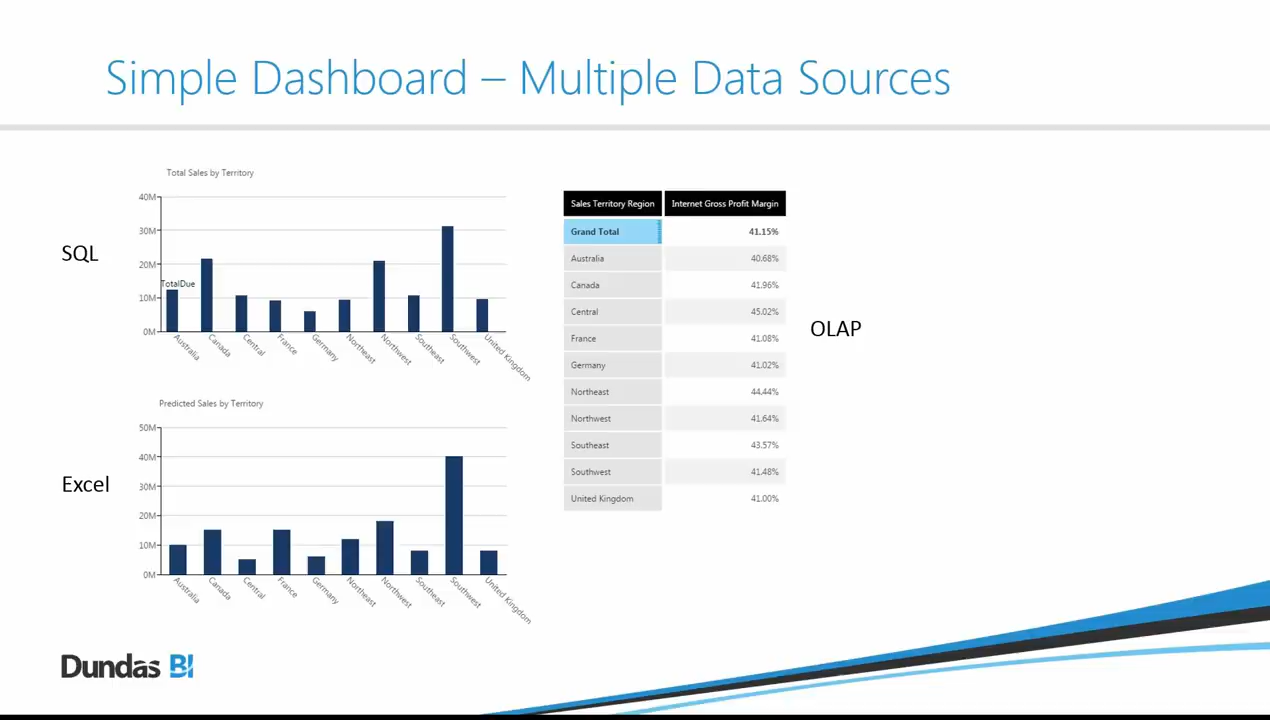 Simple Dashboard – Multiple Data Sources
SQL
Total Sales by Territory
40M
30M
20M
10M
0M
TotalDue
Australia
Canada
Central
France
Germany
Northeast
Northwest
Southeast
Southwest
United Kingdom
Excel
Predicted Sales by Territory
50M
40M
30M
20M
10M
0M
Australia
Canada
Central
France
Germany
Northeast
Northwest
Southeast
Southwest
United Kingdom
Sales Territory Region Internet Gross Profit Margin
Grand Total 41.15%
Australia 40.68%
Canada 41.96%
Central 45.02%
France 41.08%
Germany 41.02%
Northeast 44.44%
Northwest 41.64%
Southeast 43.57%
Southwest 41.48%
United Kingdom 41.00%
OLAP
Dundas BI